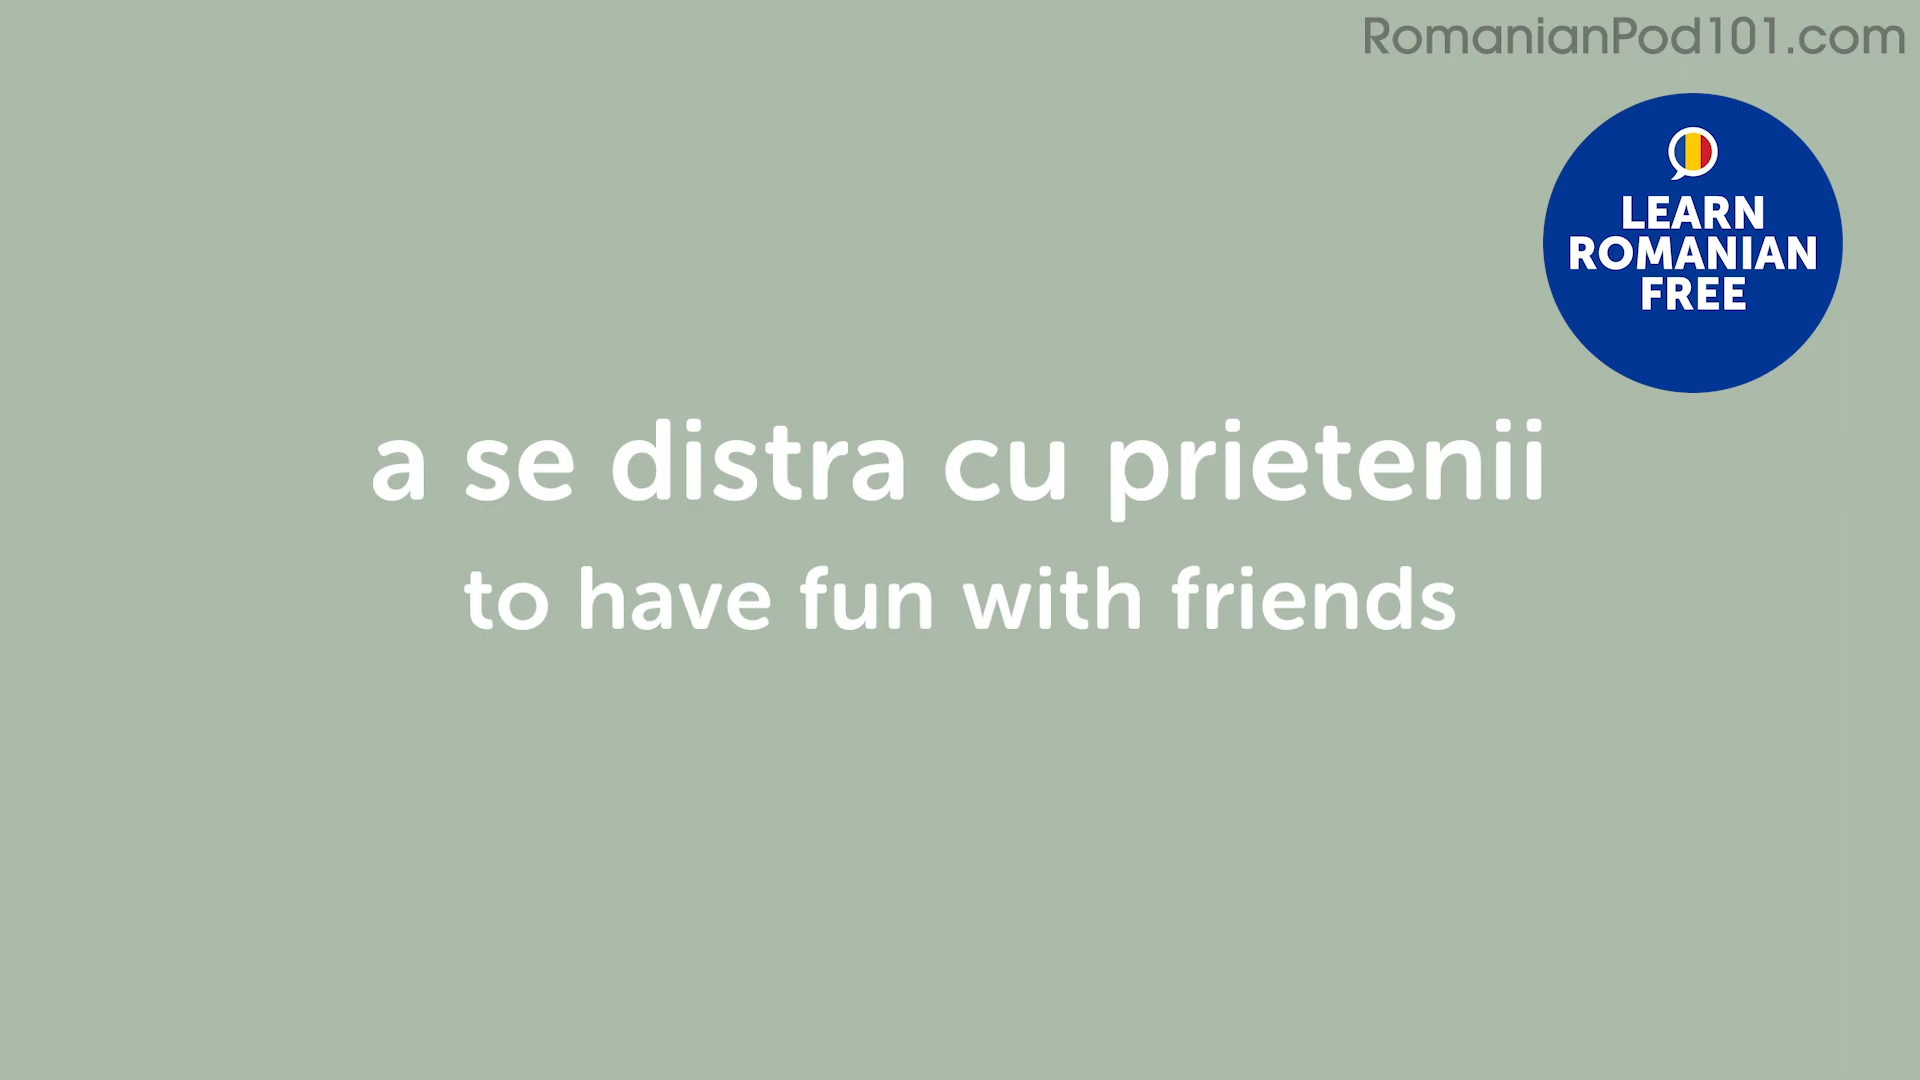 RomanianPod101.com
LEARN
ROMANIAN
FREE
a se distra cu prietenii
to have fun with friends